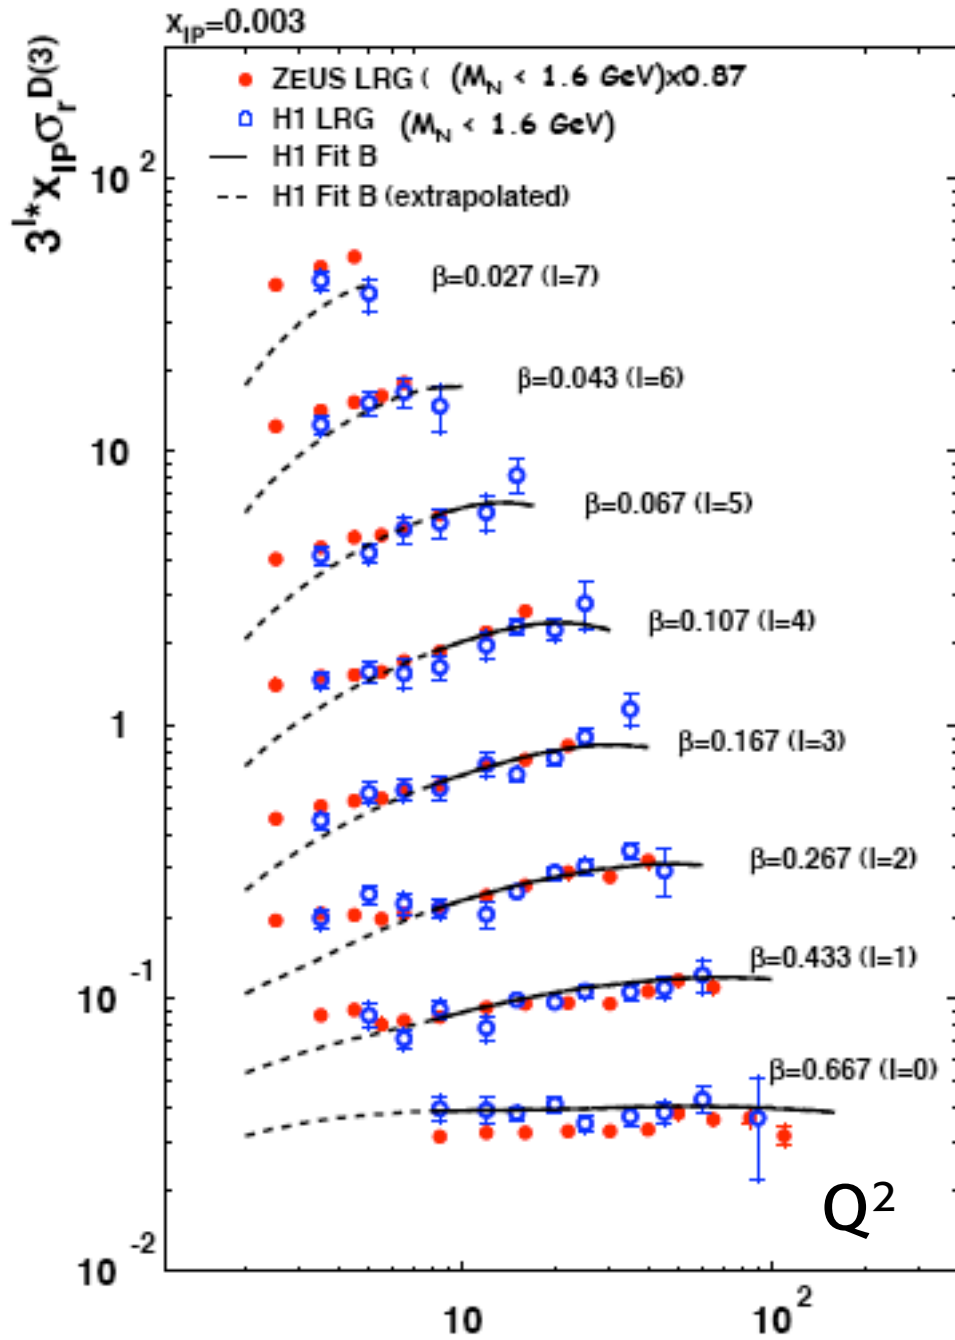 x_IP=0.003
3^l*x_IP σ_r^D(3)
ZEUS LRG ( (M_N < 1.6 GeV)x0.87
H1 LRG (M_N < 1.6 GeV)
H1 Fit B
H1 Fit B (extrapolated)
10^2
β=0.027 (l=7)
β=0.043 (l=6)
10
β=0.067 (l=5)
β=0.107 (l=4)
1
β=0.167 (l=3)
β=0.267 (l=2)
β=0.433 (l=1)
10^-1
β=0.667 (l=0)
Q^2
10^-2
10 10^2